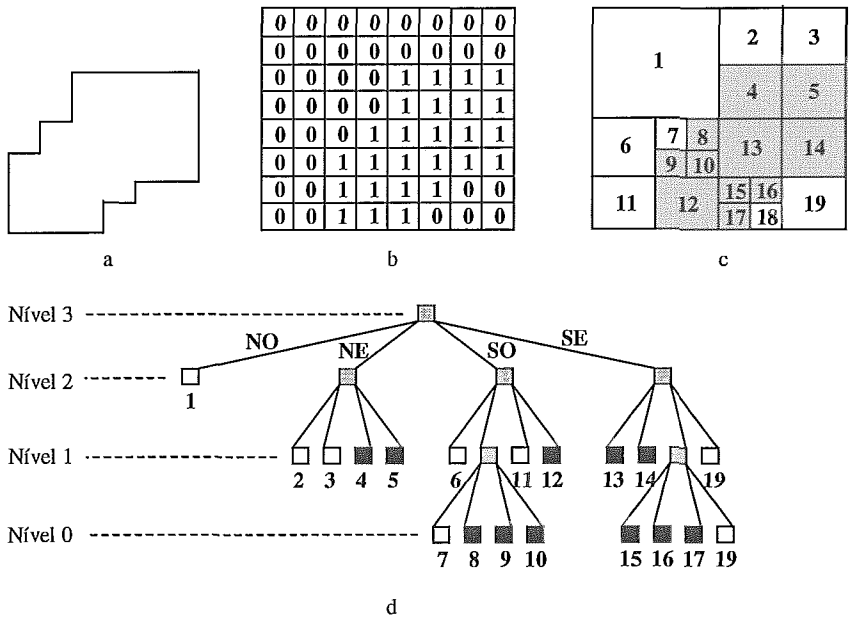 0 0 0 0 0 0 0 0
0 0 0 0 0 0 0 0
0 0 0 0 1 1 1 1
0 0 0 0 1 1 1 1
0 0 0 1 1 1 1 1
0 0 1 1 1 1 1 1
0 0 1 1 1 1 0 0
0 0 1 1 1 0 0 0
1 2 3
4 5
6 7 8 13 14
9 10
11 12 15 16 19
17 18
a b c
Nível 3
NO NE SO SE
Nível 2
1
Nível 1
2 3 4 5 6 11 12 13 14 19
Nível 0
7 8 9 10 15 16 17 19
d